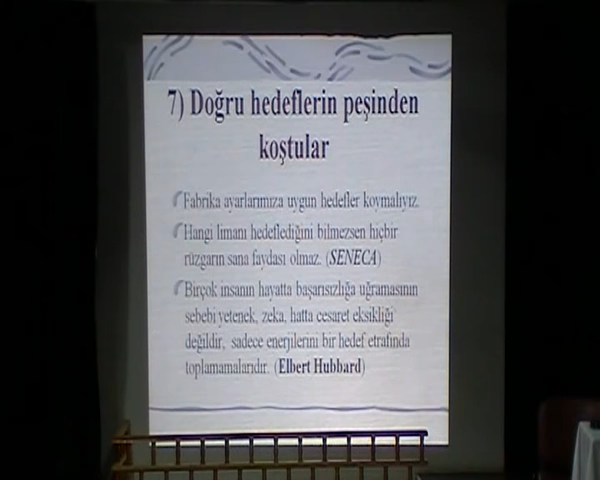 7) Doğru hedeflerin peşinden
koştular
Fabrika ayarlarımıza uygun hedefler koymalıyız.
Hangi limanı hedeflediğini bilmezsen hiçbir
rüzgarın sana faydası olmaz. (SENECA)
Birçok insanın hayatta başarısızlığa uğramasının
sebebi yetenek, zeka, hatta cesaret eksikliği
değildir, sadece enerjilerini bir hedef etrafında
toplamamalarıdır. (Elbert Hubbard)